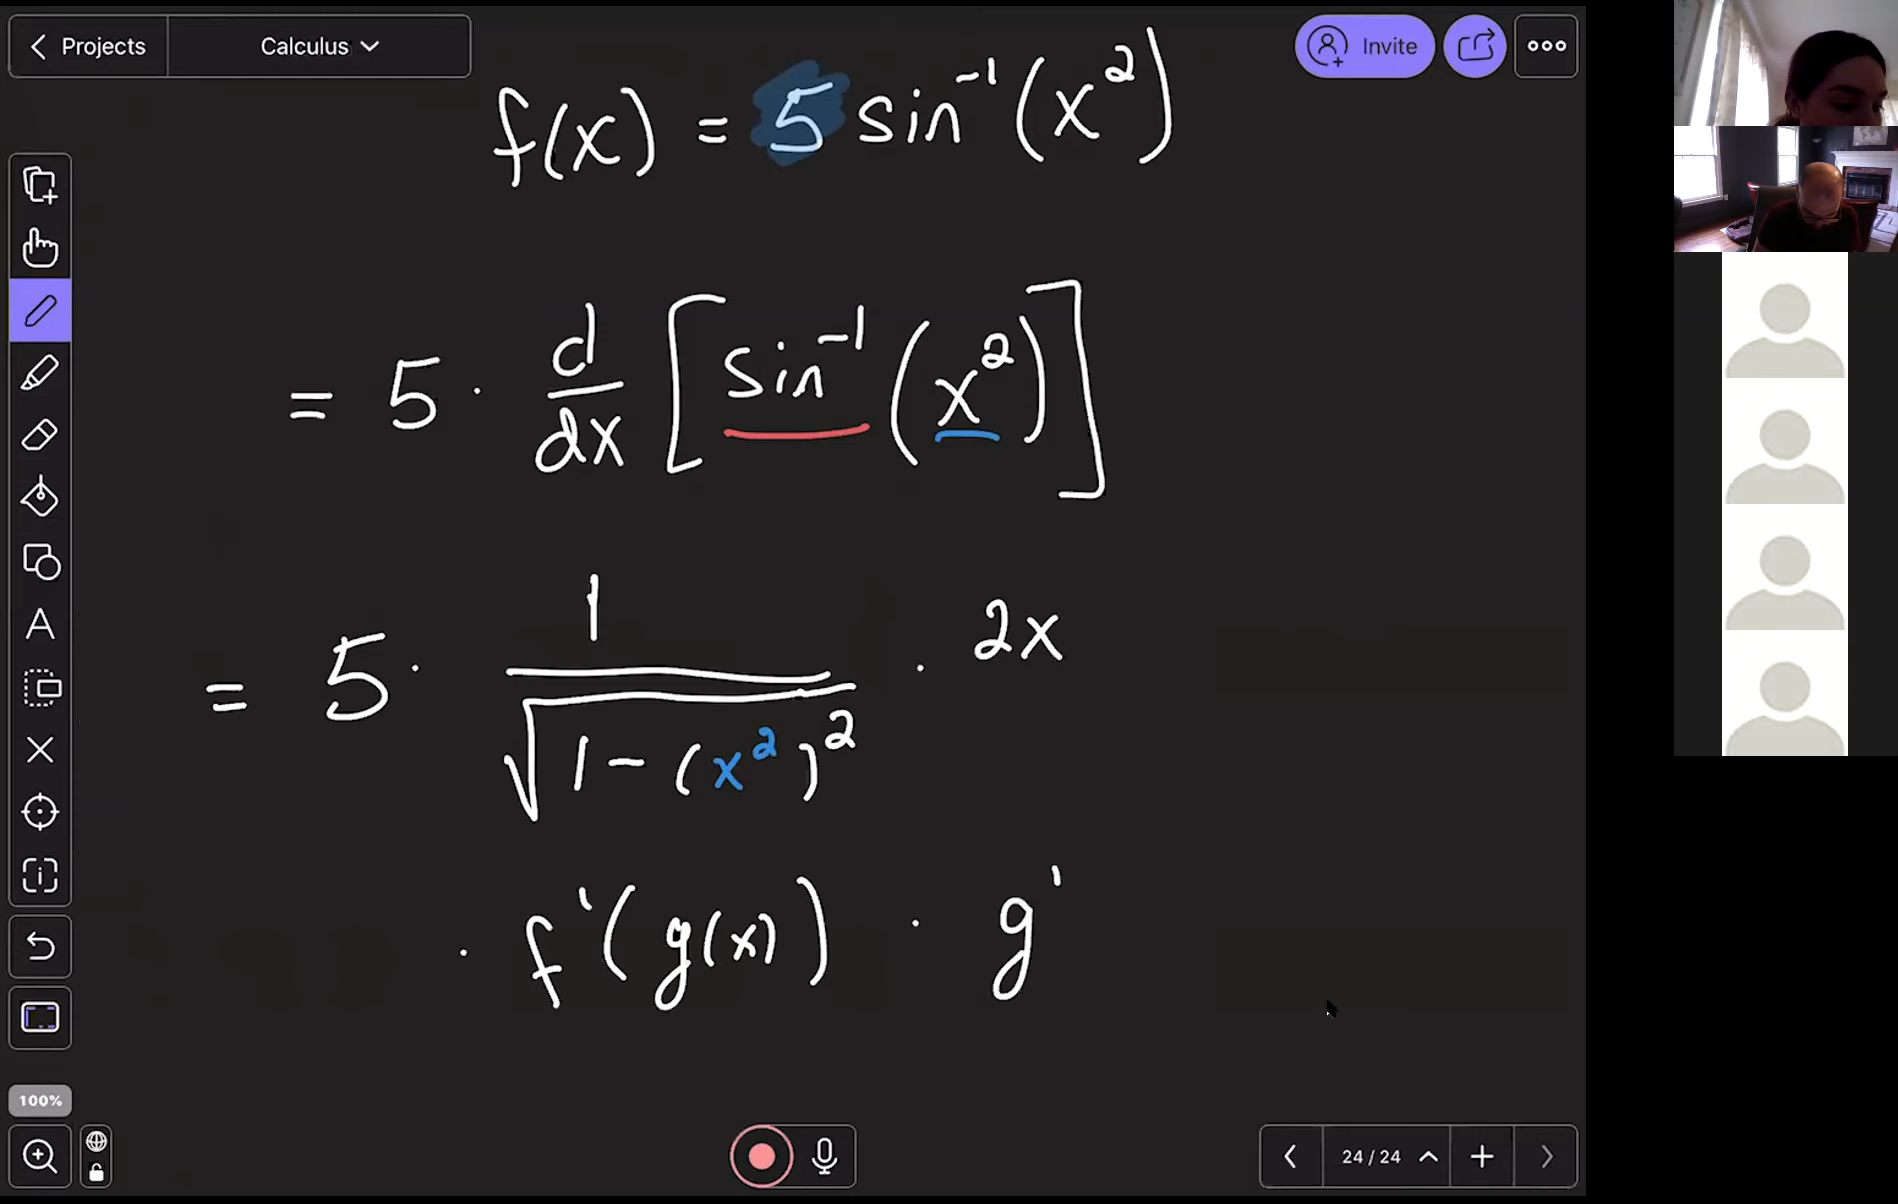 Projects Calculus Invite
f(x) = 5 sin⁻¹(x²)
= 5 · d/dx [sin⁻¹(x²)]
= 5 · 1/√(1-(x²)²) · 2x
· f'(g(x)) · g'
A
100%
24/24